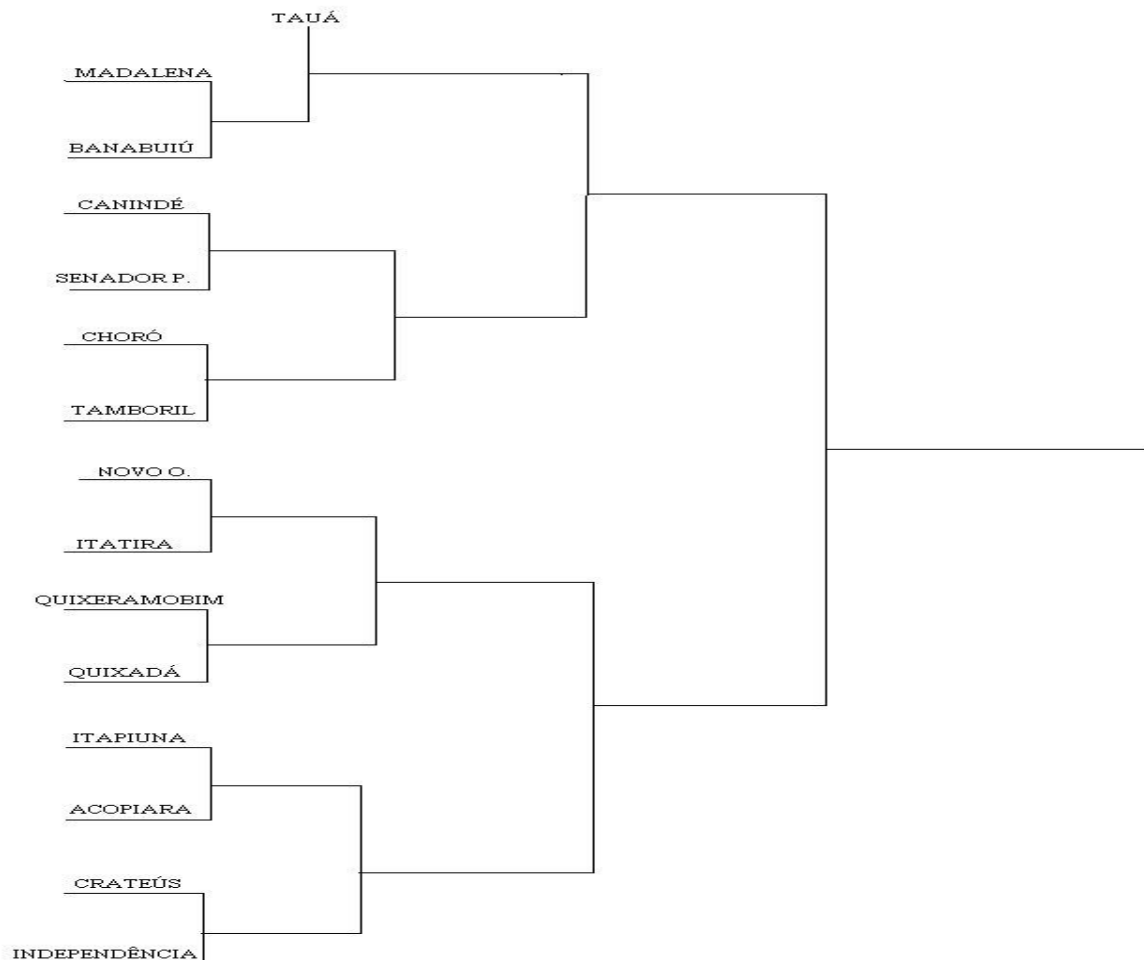 TAUÁ
MADALENA
BANABUIÚ
CANINDÉ
SENADOR P.
CHORÓ
TAMBORIL
NOVO O.
ITATIRA
QUIXERAMOBIM
QUIXADÁ
ITAPIUNA
ACOPIARA
CRATEÚS
INDEPENDÊNCIA